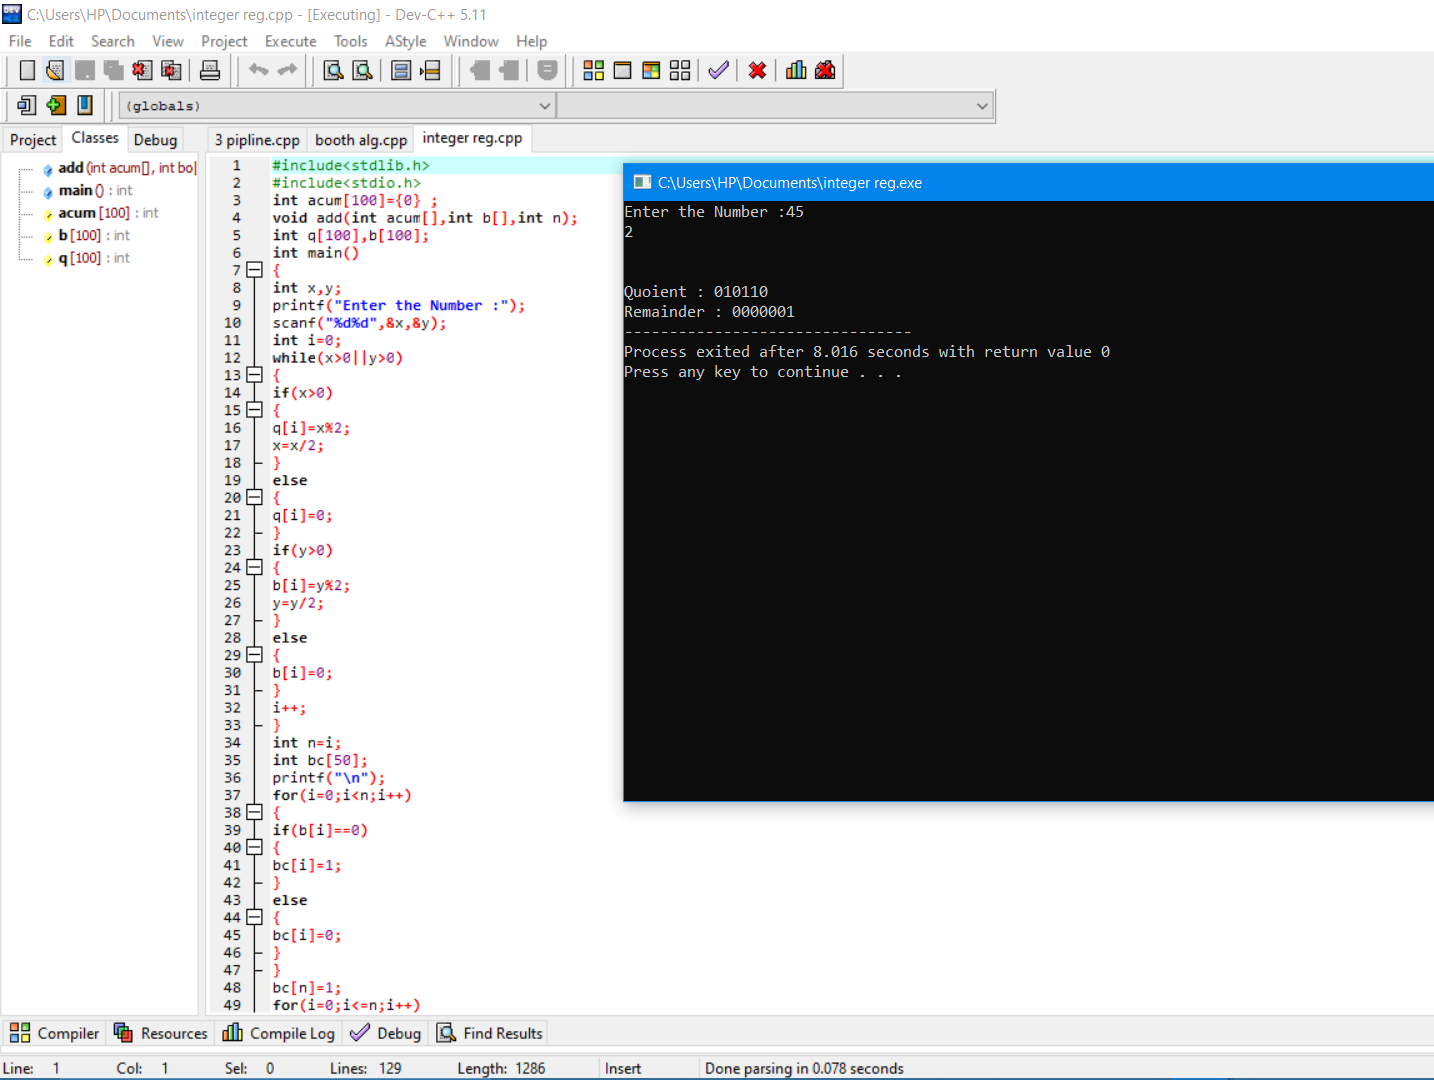 C:\Users\HP\Documents\integer reg.cpp - [Executing] - Dev-C++ 5.11
File Edit Search View Project Execute Tools AStyle Window Help
(globals)
Project Classes Debug
3 pipline.cpp booth alg.cpp integer reg.cpp
add (int acum[], int bo
main () : int
acum [100] : int
b [100] : int
q [100] : int
1 #include<stdlib.h>
2 #include<stdio.h>
3 int acum[100]={0} ;
4 void add(int acum[],int b[],int n);
5 int q[100],b[100];
6 int main()
7 {
8 int x,y;
9 printf("Enter the Number :");
10 scanf("%d%d",&x,&y);
11 int i=0;
12 while(x>0||y>0)
13 {
14 if(x>0)
15 {
16 q[i]=x%2;
17 x=x/2;
18 }
19 else
20 {
21 q[i]=0;
22 }
23 if(y>0)
24 {
25 b[i]=y%2;
26 y=y/2;
27 }
28 else
29 {
30 b[i]=0;
31 }
32 i++;
33 }
34 int n=i;
35 int bc[50];
36 printf("\n");
37 for(i=0;i<n;i++)
38 {
39 if(b[i]==0)
40 {
41 bc[i]=1;
42 }
43 else
44 {
45 bc[i]=0;
46 }
47 }
48 bc[n]=1;
49 for(i=0;i<=n;i++)
C:\Users\HP\Documents\integer reg.exe
Enter the Number :45
2
Quoient : 010110
Remainder : 0000001
--------------------------------
Process exited after 8.016 seconds with return value 0
Press any key to continue . . .
Compiler Resources Compile Log Debug Find Results
Line: 1 Col: 1 Sel: 0 Lines: 129 Length: 1286 Insert Done parsing in 0.078 seconds